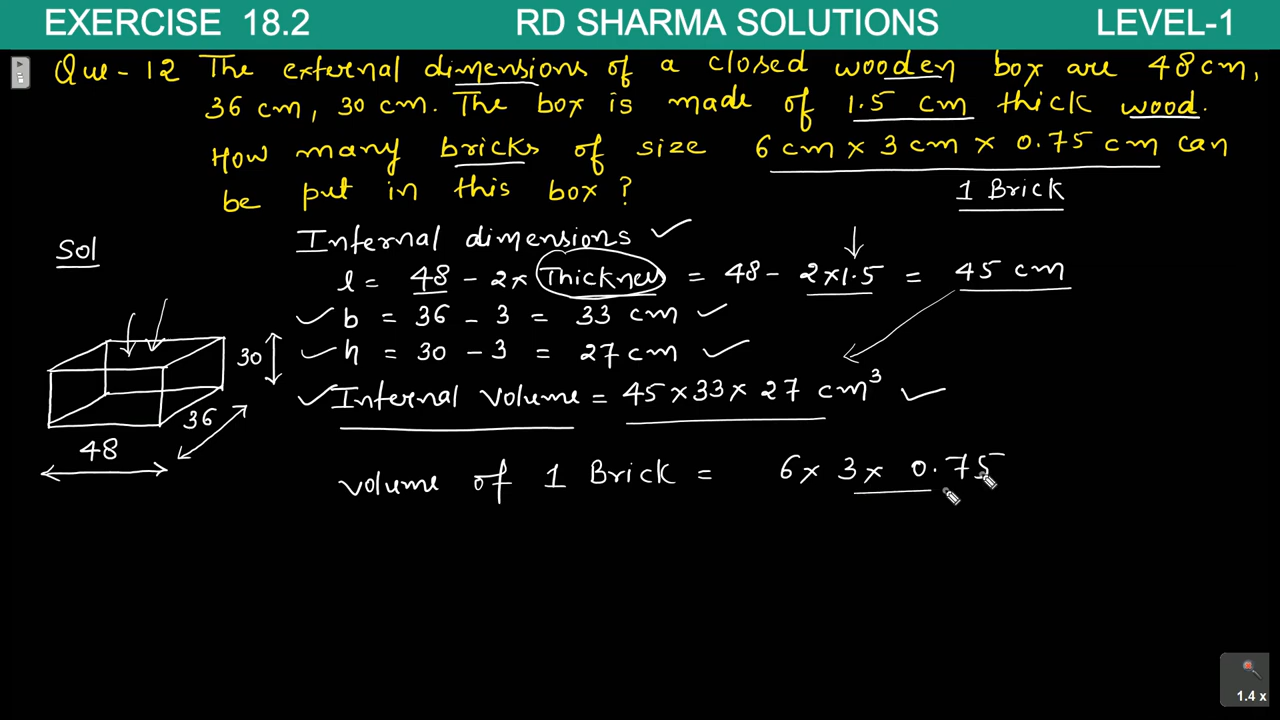 EXERCISE 18.2 RD SHARMA SOLUTIONS LEVEL-1
Que - 12 The external dimensions of a closed wooden box are 48 cm,
36 cm, 30 cm. The box is made of 1.5 cm thick wood.
How many bricks of size 6 cm × 3 cm × 0.75 cm can
be put in this box?
1 Brick
Sol
Internal dimensions ✓
l = 48 - 2× Thickness = 48 - 2×1.5 = 45 cm
✓ b = 36 - 3 = 33 cm ✓
✓ h = 30 - 3 = 27 cm ✓
✓ Internal volume = 45 × 33 × 27 cm³ ✓
30
36
48
volume of 1 Brick = 6 × 3 × 0.75
1.4 x